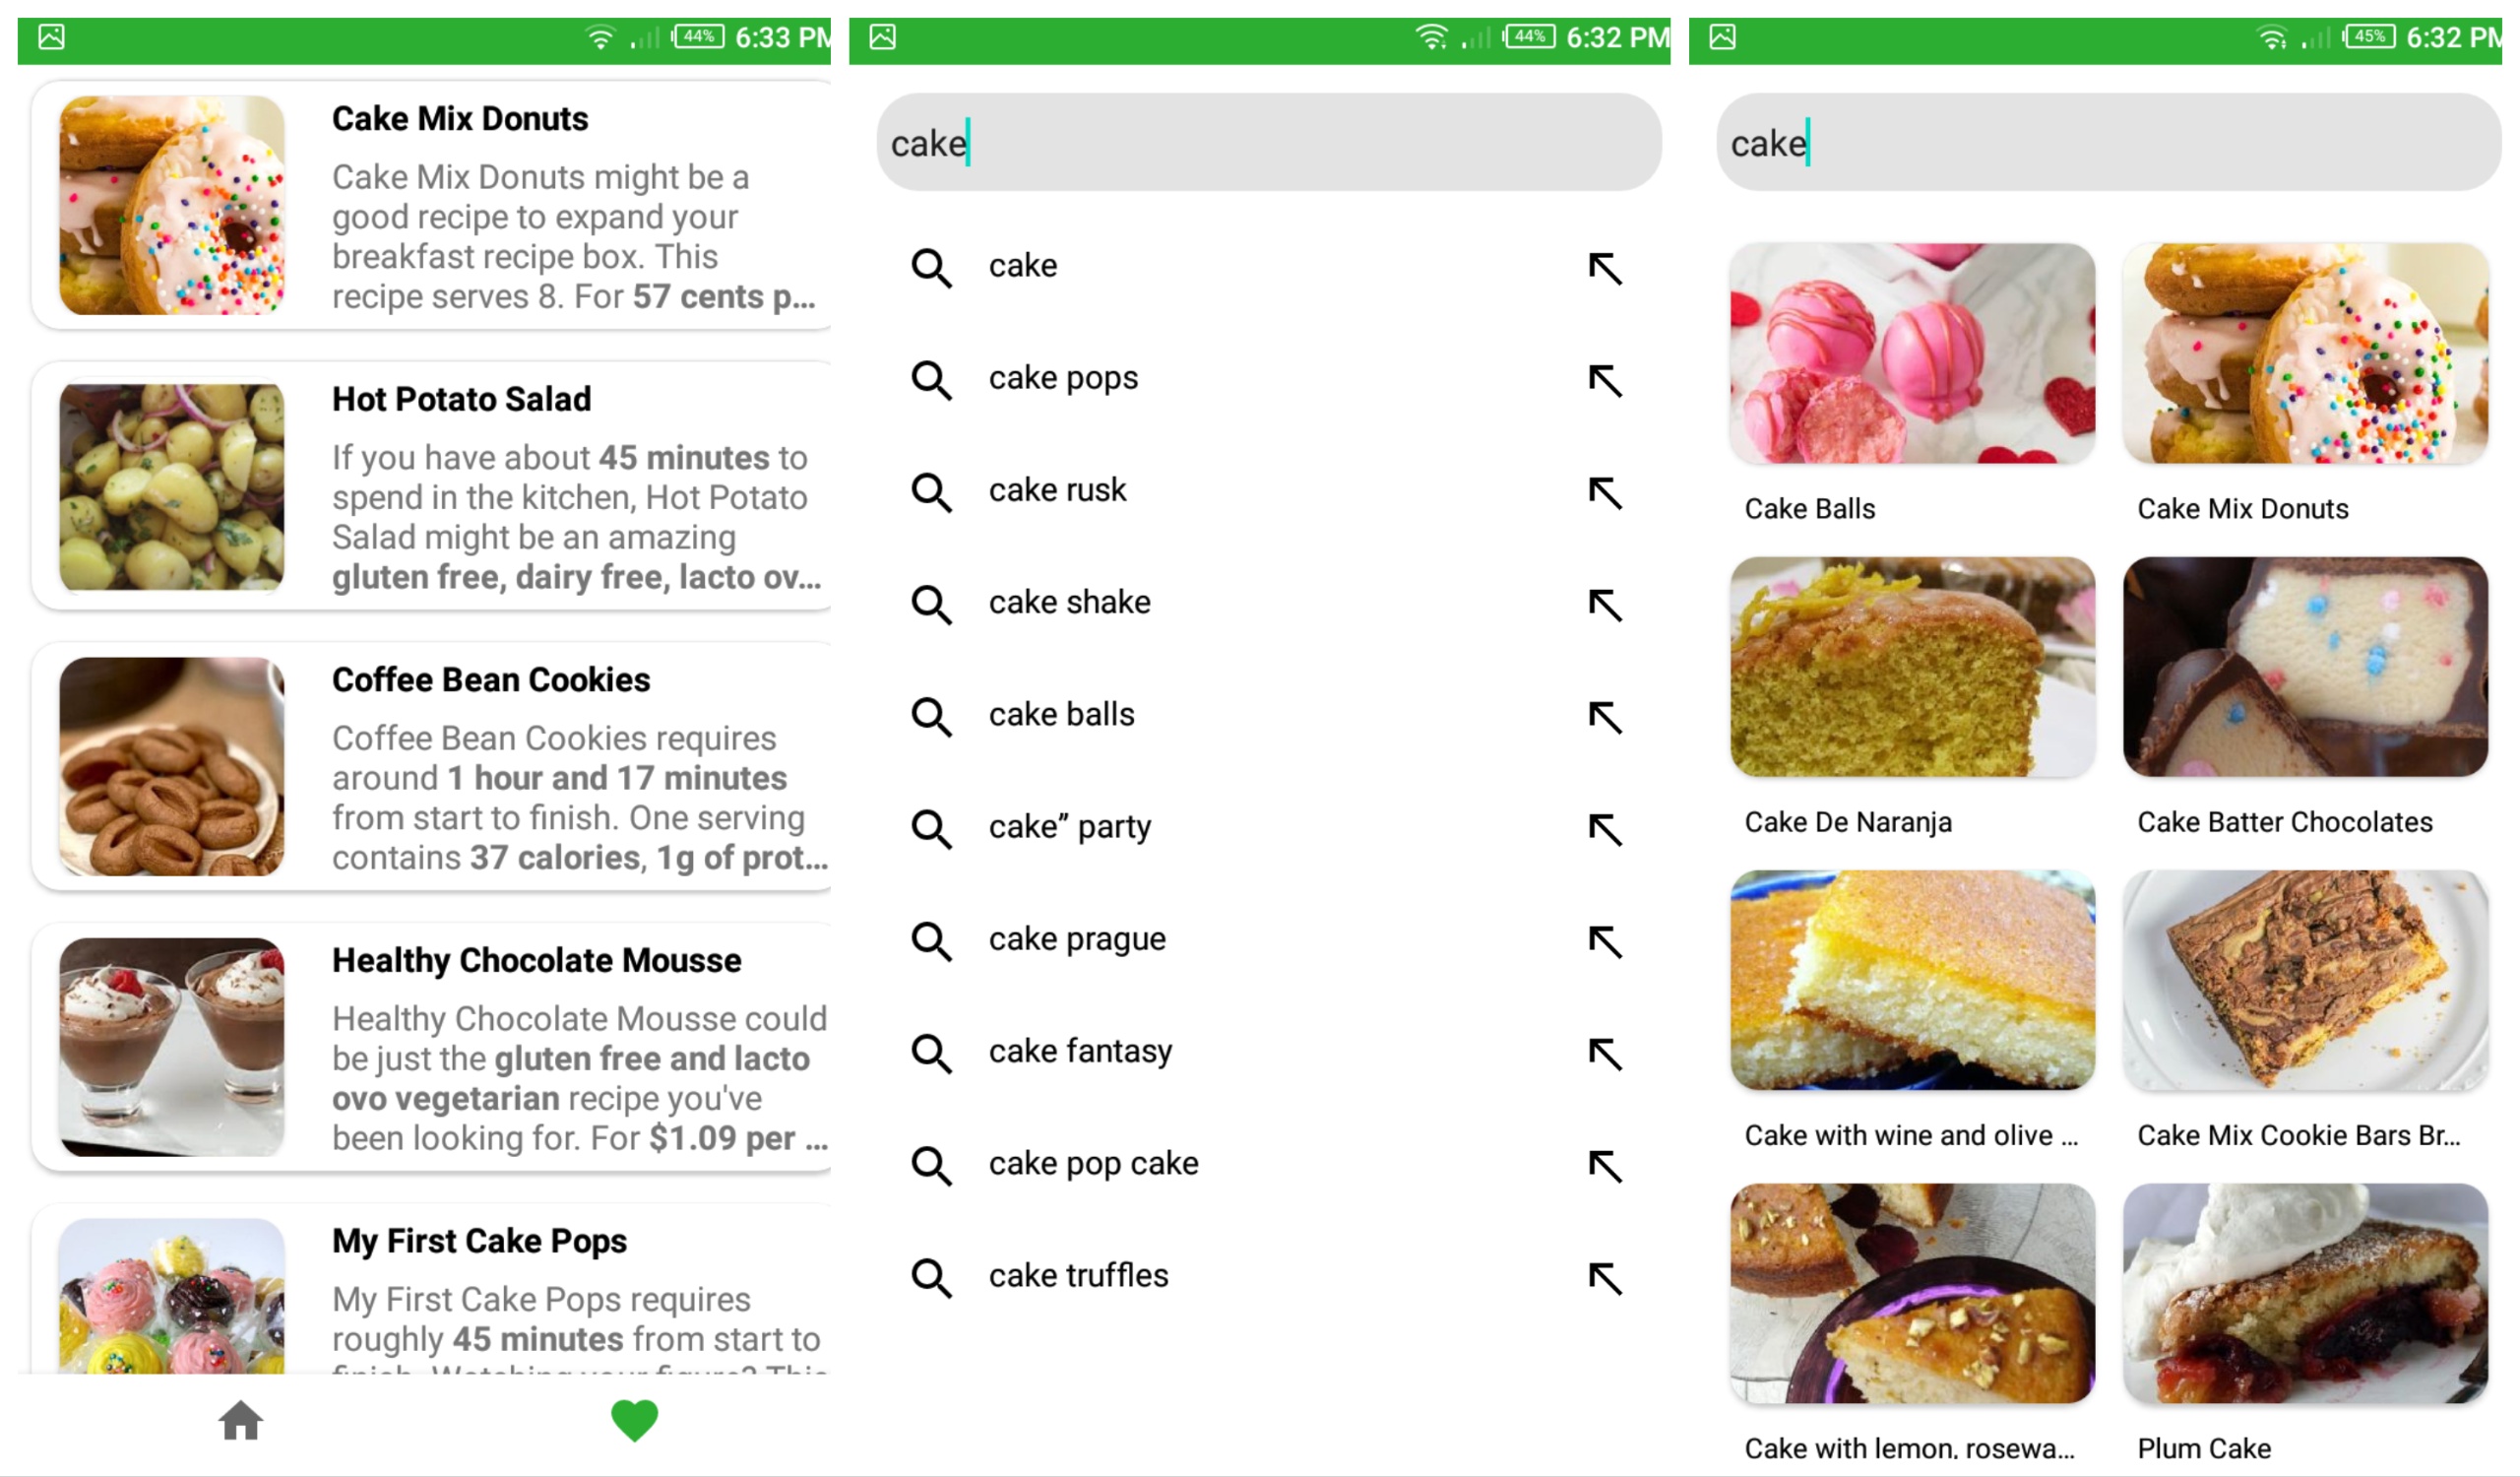 44% 6:33 PM
Cake Mix Donuts
Cake Mix Donuts might be a
good recipe to expand your
breakfast recipe box. This
recipe serves 8. For 57 cents p...
Hot Potato Salad
If you have about 45 minutes to
spend in the kitchen, Hot Potato
Salad might be an amazing
gluten free, dairy free, lacto ov...
Coffee Bean Cookies
Coffee Bean Cookies requires
around 1 hour and 17 minutes
from start to finish. One serving
contains 37 calories, 1g of prot...
Healthy Chocolate Mousse
Healthy Chocolate Mousse could
be just the gluten free and lacto
ovo vegetarian recipe you've
been looking for. For $1.09 per ...
My First Cake Pops
My First Cake Pops requires
roughly 45 minutes from start to
finish. Watching your figure? This
44% 6:32 PM
cake
cake
cake pops
cake rusk
cake shake
cake balls
cake” party
cake prague
cake fantasy
cake pop cake
cake truffles
45% 6:32 PM
cake
Cake Balls
Cake Mix Donuts
Cake De Naranja
Cake Batter Chocolates
Cake with wine and olive ...
Cake Mix Cookie Bars Br...
Cake with lemon, rosewa...
Plum Cake